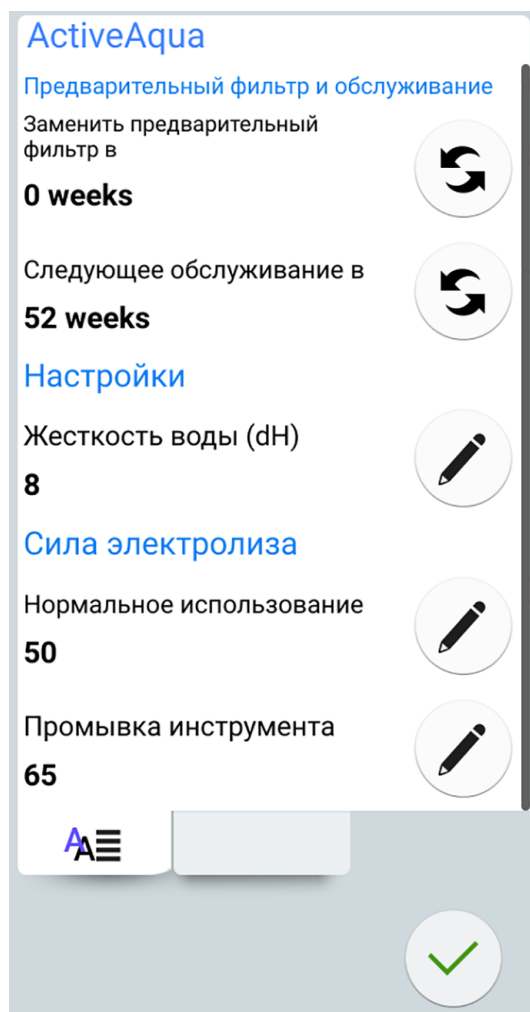 ActiveAqua
Предварительный фильтр и обслуживание
Заменить предварительный
фильтр в
0 weeks
Следующее обслуживание в
52 weeks
Настройки
Жесткость воды (dH)
8
Сила электролиза
Нормальное использование
50
Промывка инструмента
65
AA